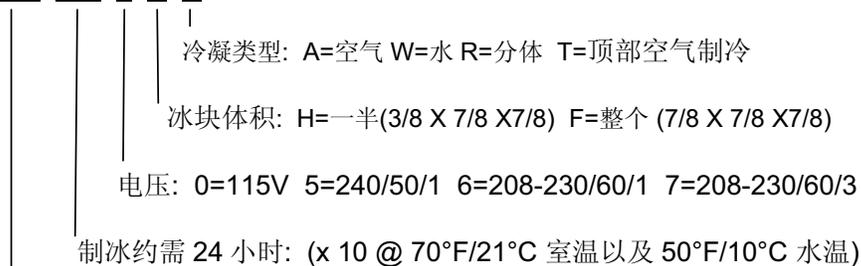 冷凝类型: A=空气 W=水 R=分体 T=顶部空气制冷
冰块体积: H=一半(3/8 X 7/8 X7/8) F=整个 (7/8 X 7/8 X7/8)
电压: 0=115V 5=240/50/1 6=208-230/60/1 7=208-230/60/3
制冰约需 24 小时: (x 10 @ 70°F/21°C 室温以及 50°F/10°C 水温)